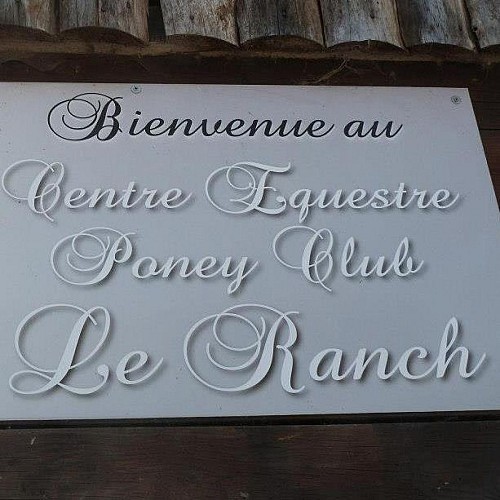 Bienvenue au
Centre Equestre
Poney Club
Le Ranch